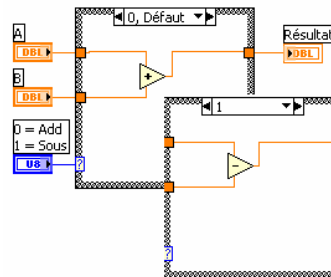 0, Défaut
A
DBL
B
DBL
Résultat
DBL
0 = Add
1 = Sous
U8
?
+
1
-
?